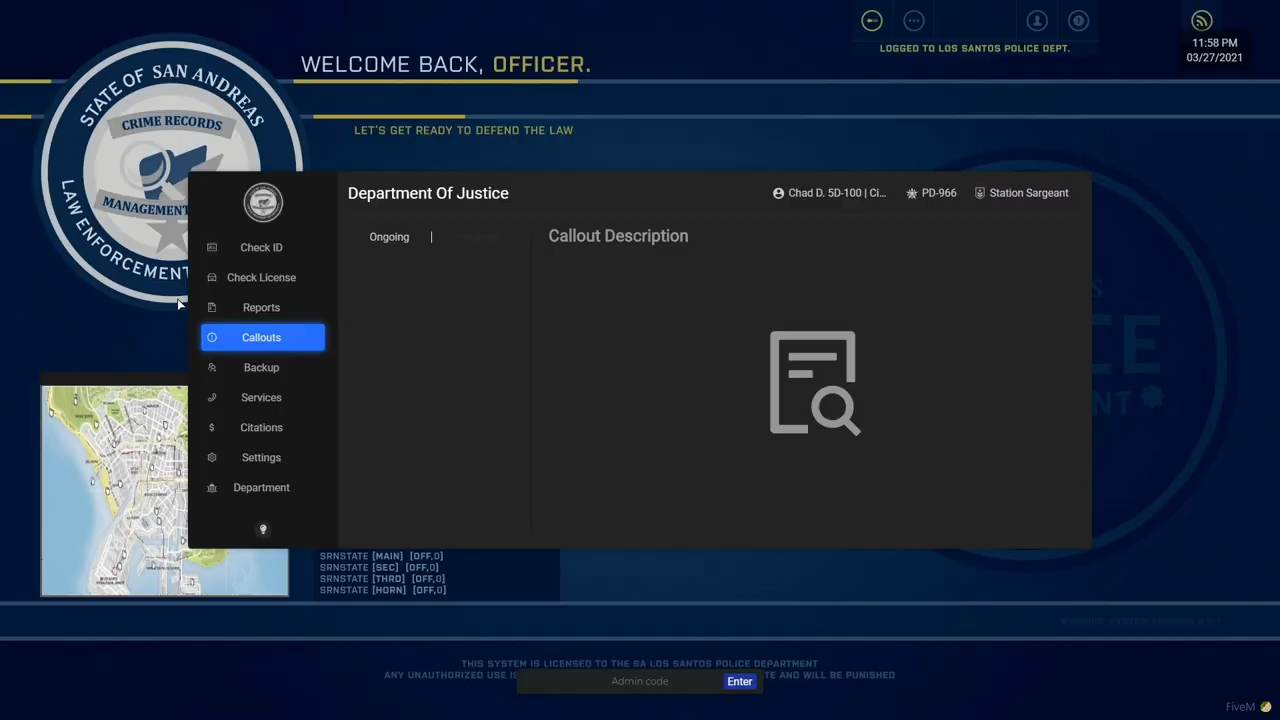 LOGGED TO LOS SANTOS POLICE DEPT.
11:58 PM
03/27/2021
WELCOME BACK, OFFICER.
LET'S GET READY TO DEFEND THE LAW
STATE OF SAN ANDREAS
CRIME RECORDS
MANAGEMENT
LAW ENFORCEMENT
Department Of Justice
Chad D. 5D-100 | Ci...
PD-966
Station Sargeant
Check ID
Check License
Reports
Callouts
Backup
Services
Citations
Settings
Department
Ongoing |
Callout Description
SRNSTATE [MAIN] [OFF,0]
SRNSTATE [SEC] [OFF,0]
SRNSTATE [THRD] [OFF,0]
SRNSTATE [HORN] [OFF,0]
THIS SYSTEM IS LICENSED TO THE SA LOS SANTOS POLICE DEPARTMENT
ANY UNAUTHORIZED USE IS
TE AND WILL BE PUNISHED
Admin code
Enter
FiveM